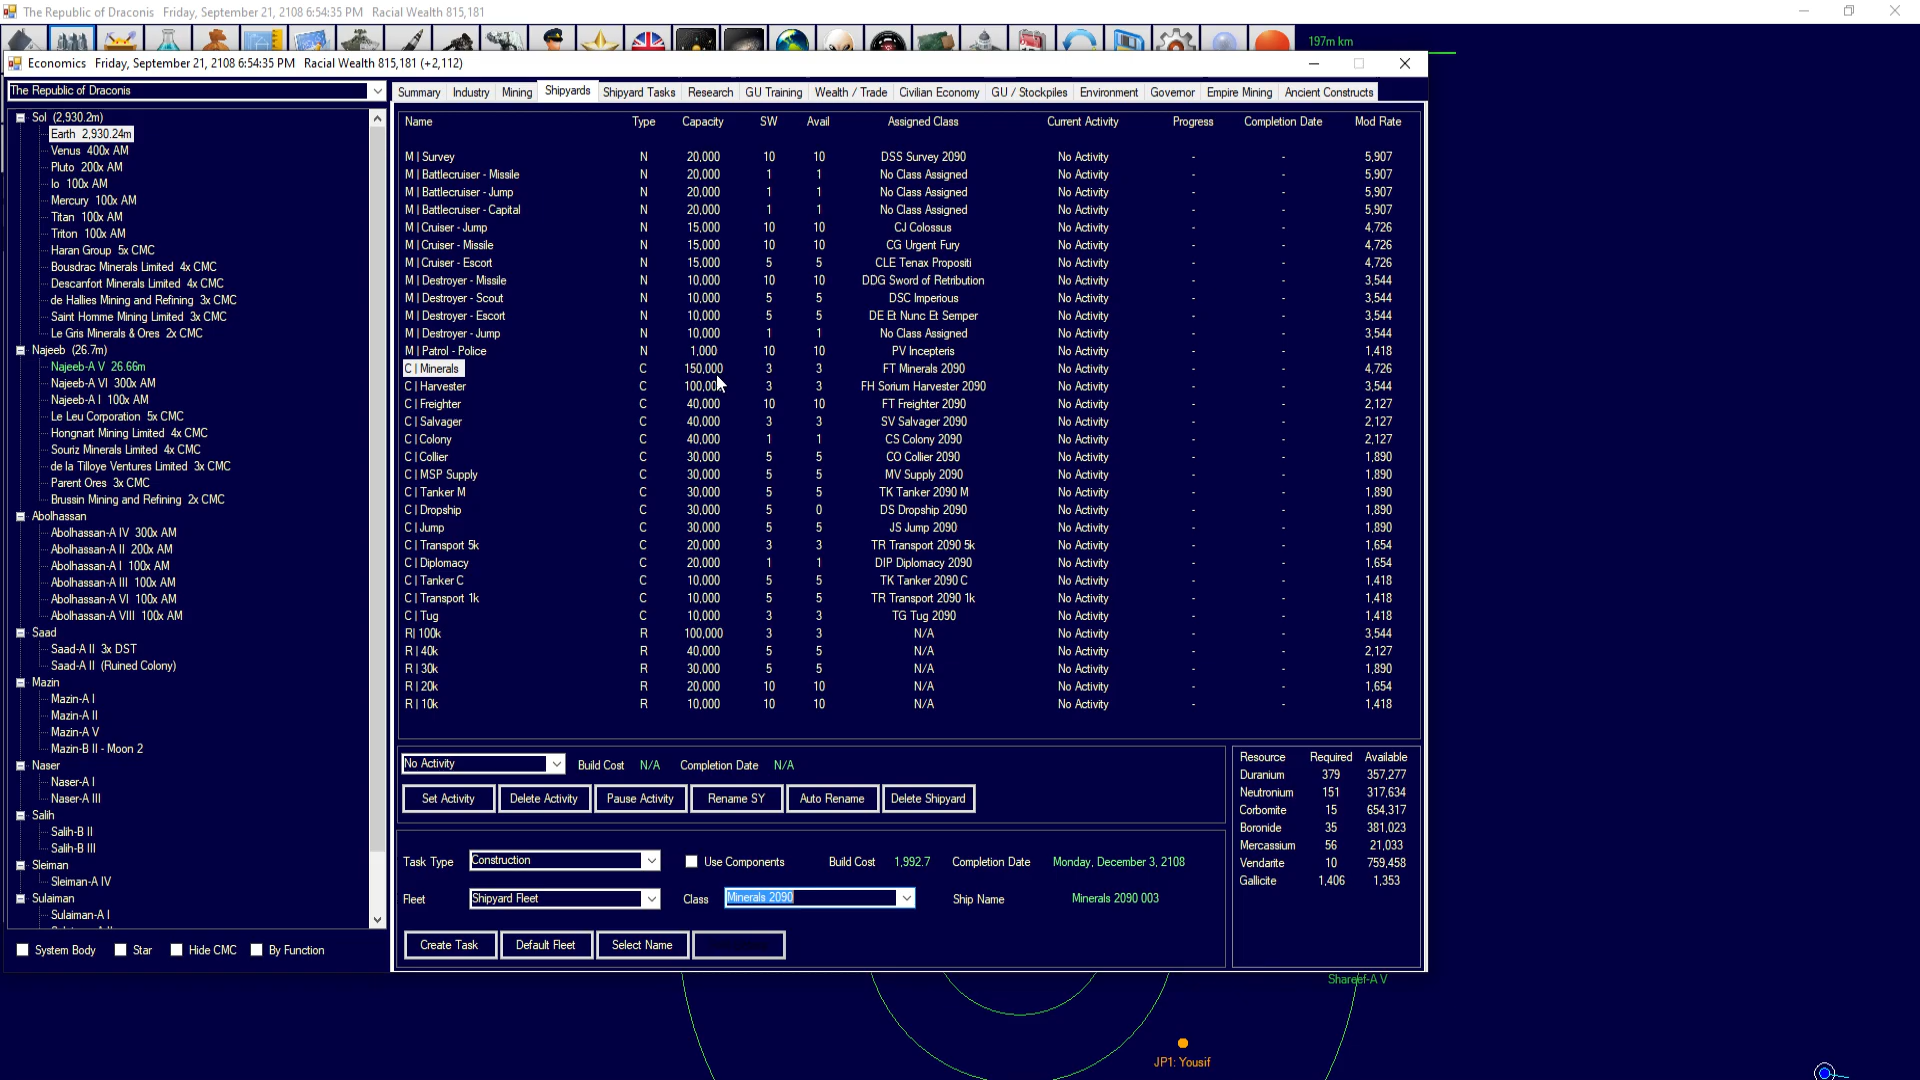 The Republic of Draconis   Friday, September 21, 2108 6:54:35 PM   Racial Wealth 815,181
197m km
Economics   Friday, September 21, 2108 6:54:35 PM   Racial Wealth 815,181 (+2,112)
The Republic of Draconis
Summary Industry Mining Shipyards Shipyard Tasks Research GU Training Wealth / Trade Civilian Economy GU / Stockpiles Environment Governor Empire Mining Ancient Constructs
Sol (2,930.2m)
Earth 2,930.24m
Venus 400x AM
Pluto 200x AM
Io 100x AM
Mercury 100x AM
Titan 100x AM
Triton 100x AM
Haran Group 5x CMC
Bousdrac Minerals Limited 4x CMC
Descanfort Minerals Limited 4x CMC
de Hallies Mining and Refining 3x CMC
Saint Homme Mining Limited 3x CMC
Le Gris Minerals & Ores 2x CMC
Najeeb (26.7m)
Najeeb-A V 26.66m
Najeeb-A VI 300x AM
Najeeb-A I 100x AM
Le Leu Corporation 5x CMC
Hongnart Mining Limited 4x CMC
Souriz Minerals Limited 4x CMC
de la Tilloye Ventures Limited 3x CMC
Parent Ores 3x CMC
Brussin Mining and Refining 2x CMC
Abolhassan
Abolhassan-A IV 300x AM
Abolhassan-A II 200x AM
Abolhassan-A I 100x AM
Abolhassan-A III 100x AM
Abolhassan-A VI 100x AM
Abolhassan-A VIII 100x AM
Saad
Saad-A II 3x DST
Saad-A II (Ruined Colony)
Mazin
Mazin-A I
Mazin-A II
Mazin-A V
Mazin-B II - Moon 2
Naser
Naser-A I
Naser-A III
Salih
Salih-B II
Salih-B III
Sleiman
Sleiman-A IV
Sulaiman
Sulaiman-A I
System Body Star Hide CMC By Function
Name Type Capacity SW Avail Assigned Class Current Activity Progress Completion Date Mod Rate
M | Survey N 20,000 10 10 DSS Survey 2090 No Activity - - 5,907
M | Battlecruiser - Missile N 20,000 1 1 No Class Assigned No Activity - - 5,907
M | Battlecruiser - Jump N 20,000 1 1 No Class Assigned No Activity - - 5,907
M | Battlecruiser - Capital N 20,000 1 1 No Class Assigned No Activity - - 5,907
M | Cruiser - Jump N 15,000 10 10 CJ Colossus No Activity - - 4,726
M | Cruiser - Missile N 15,000 10 10 CG Urgent Fury No Activity - - 4,726
M | Cruiser - Escort N 15,000 5 5 CLE Tenax Propositi No Activity - - 4,726
M | Destroyer - Missile N 10,000 10 10 DDG Sword of Retribution No Activity - - 3,544
M | Destroyer - Scout N 10,000 5 5 DSC Imperious No Activity - - 3,544
M | Destroyer - Escort N 10,000 5 5 DE Et Nunc Et Semper No Activity - - 3,544
M | Destroyer - Jump N 10,000 1 1 No Class Assigned No Activity - - 3,544
M | Patrol - Police N 1,000 10 10 PV Incepteris No Activity - - 1,418
C | Minerals C 150,000 3 3 FT Minerals 2090 No Activity - - 4,726
C | Harvester C 100,000 3 3 FH Sorium Harvester 2090 No Activity - - 3,544
C | Freighter C 40,000 10 10 FT Freighter 2090 No Activity - - 2,127
C | Salvager C 40,000 3 3 SV Salvager 2090 No Activity - - 2,127
C | Colony C 40,000 1 1 CS Colony 2090 No Activity - - 2,127
C | Collier C 30,000 5 5 CO Collier 2090 No Activity - - 1,890
C | MSP Supply C 30,000 5 5 MV Supply 2090 No Activity - - 1,890
C | Tanker M C 30,000 5 5 TK Tanker 2090 M No Activity - - 1,890
C | Dropship C 30,000 5 0 DS Dropship 2090 No Activity - - 1,890
C | Jump C 30,000 5 5 JS Jump 2090 No Activity - - 1,890
C | Transport 5k C 20,000 3 3 TR Transport 2090 5k No Activity - - 1,654
C | Diplomacy C 20,000 1 1 DIP Diplomacy 2090 No Activity - - 1,654
C | Tanker C C 10,000 5 5 TK Tanker 2090 C No Activity - - 1,418
C | Transport 1k C 10,000 5 5 TR Transport 2090 1k No Activity - - 1,418
C | Tug C 10,000 3 3 TG Tug 2090 No Activity - - 1,418
R| 100k R 100,000 3 3 N/A No Activity - - 3,544
R | 40k R 40,000 5 5 N/A No Activity - - 2,127
R | 30k R 30,000 5 5 N/A No Activity - - 1,890
R | 20k R 20,000 10 10 N/A No Activity - - 1,654
R | 10k R 10,000 10 10 N/A No Activity - - 1,418
No Activity Build Cost N/A Completion Date N/A
Set Activity Delete Activity Pause Activity Rename SY Auto Rename Delete Shipyard
Task Type Construction Use Components Build Cost 1,992.7 Completion Date Monday, December 3, 2108
Fleet Shipyard Fleet Class Minerals 2090 Ship Name Minerals 2090 003
Create Task Default Fleet Select Name
Resource Required Available
Duranium 379 357,277
Neutronium 151 317,634
Corbomite 15 654,317
Boronide 35 381,023
Mercassium 56 21,033
Vendarite 10 759,458
Gallicite 1,406 1,353
Shareef-A V
JP1: Yousif